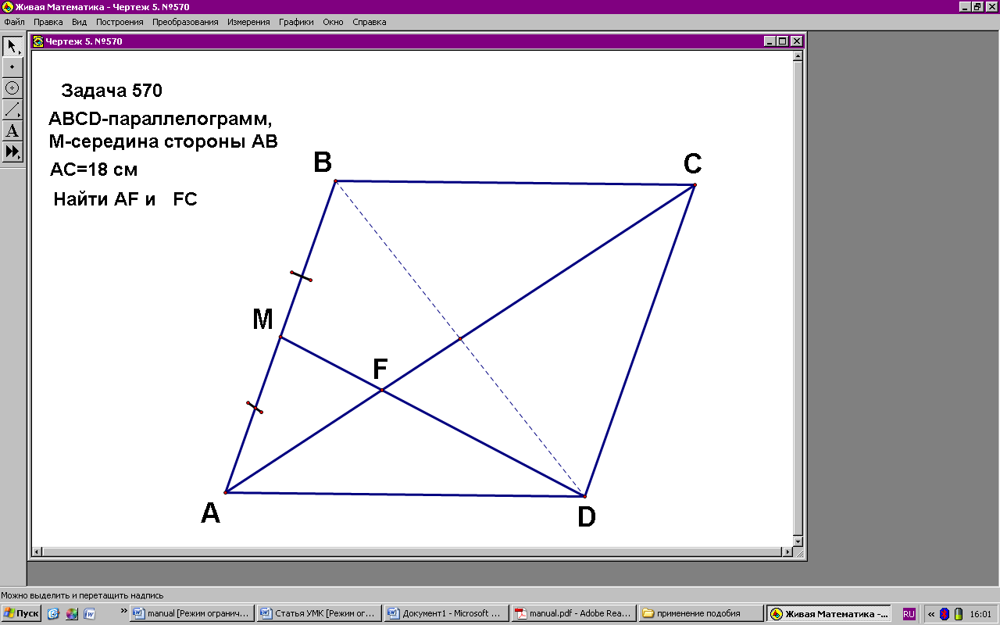 Живая Математика - Чертеж 5. №570
Файл Правка Вид Построения Преобразования Измерения Графики Окно Справка
Чертеж 5. №570
A
Задача 570
ABCD-параллелограмм,
М-середина стороны АВ
АС=18 см
Найти AF и FC
B
C
M
F
A
D
Можно выделить и перетащить надпись
Пуск
» manual [Режим огранич... Статья УМК [Режим ог... Документ1 - Microsoft ... manual.pdf - Adobe Rea... применение подобия Живая Математика -... RU « 16:01